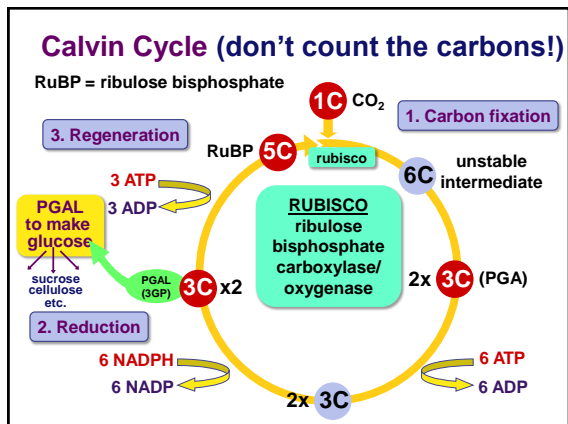 Calvin Cycle (don't count the carbons!)
RuBP = ribulose bisphosphate
1C CO₂
1. Carbon fixation
3. Regeneration
RuBP 5C
rubisco
6C
unstable
intermediate
3 ATP
3 ADP
PGAL
to make
glucose
sucrose
cellulose
etc.
PGAL
(3GP)
3C x2
RUBISCO
ribulose
bisphosphate
carboxylase/
oxygenase
2x 3C (PGA)
2. Reduction
6 NADPH
6 NADP
6 ATP
6 ADP
2x 3C